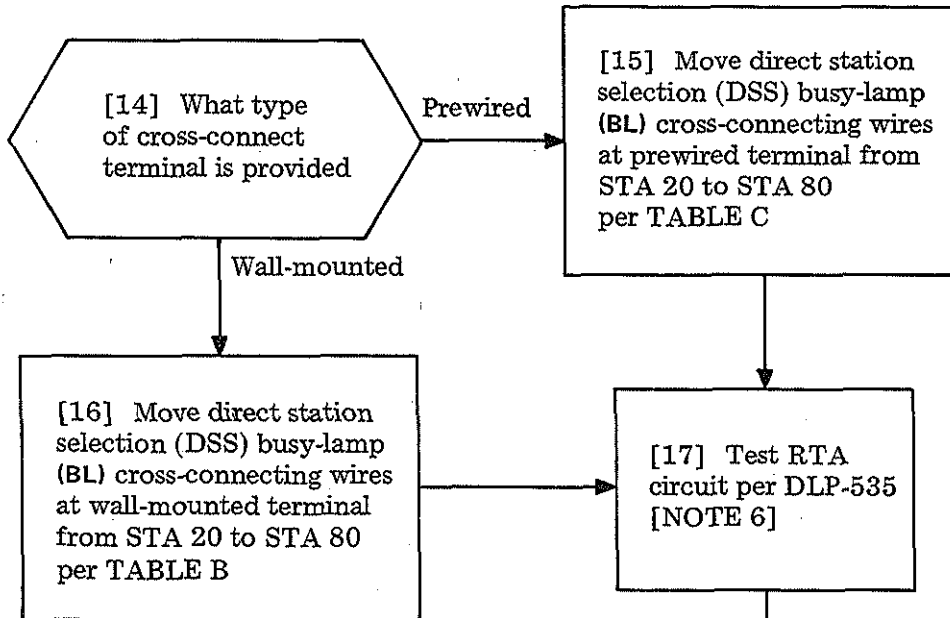 [14] What type
of cross-connect
terminal is provided
Prewired
[15] Move direct station
selection (DSS) busy-lamp
(BL) cross-connecting wires
at prewired terminal from
STA 20 to STA 80
per TABLE C
Wall-mounted
[16] Move direct station
selection (DSS) busy-lamp
(BL) cross-connecting wires
at wall-mounted terminal
from STA 20 to STA 80
per TABLE B
[17] Test RTA
circuit per DLP-535
[NOTE 6]